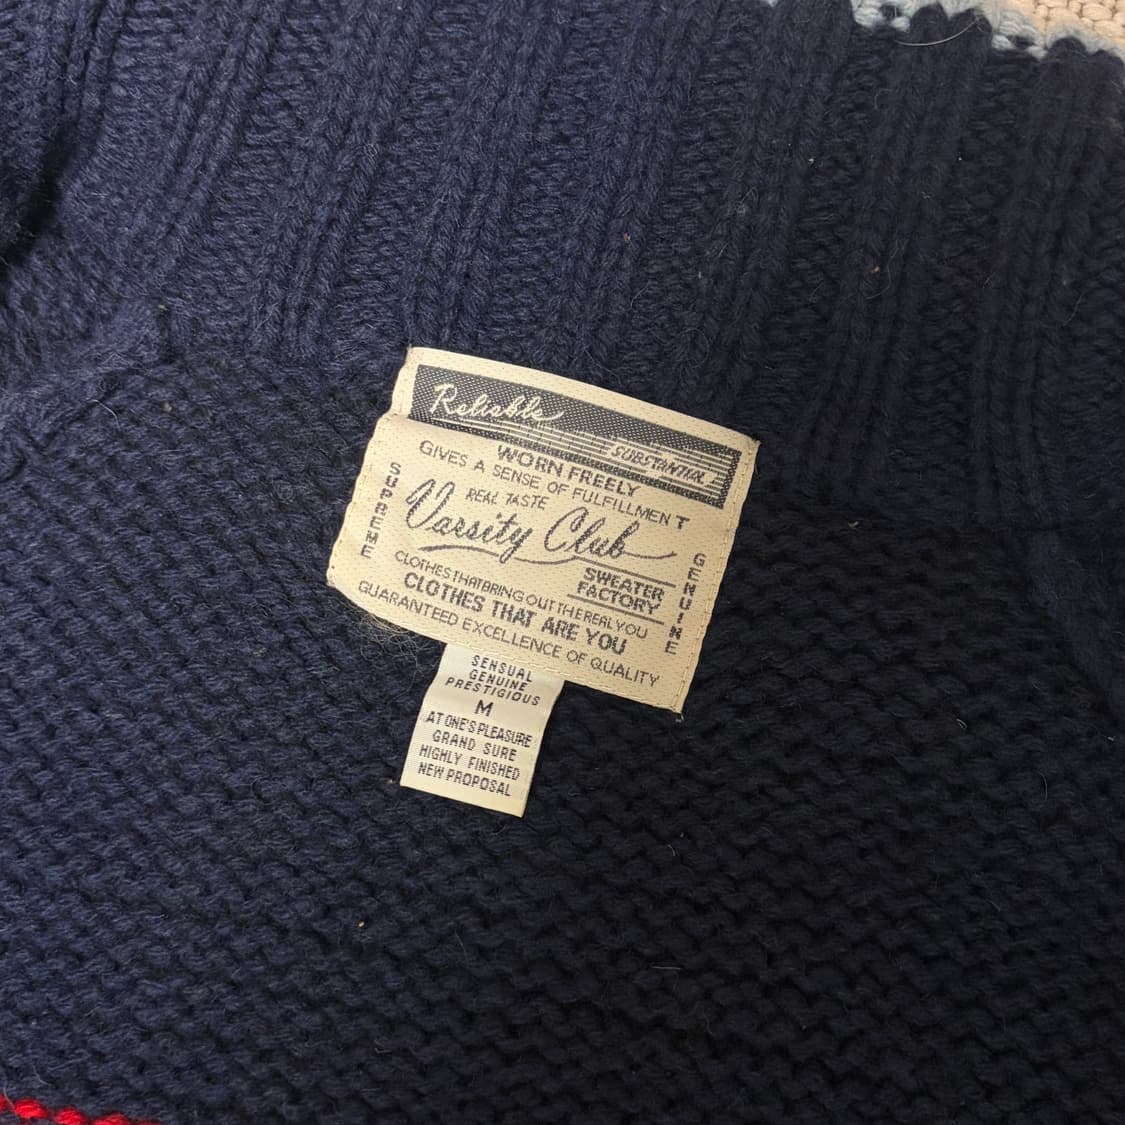 Reliable
SUBSTANTIAL
WORN FREELY
GIVES A SENSE OF FULFILLMENT
REAL TASTE
SUPREME
Varsity Club
GENUINE
SWEATER
FACTORY
CLOTHES THAT BRING OUT THE REAL YOU
CLOTHES THAT ARE YOU
GUARANTEED EXCELLENCE OF QUALITY
SENSUAL
GENUINE
PRESTIGIOUS
M
AT ONE'S PLEASURE
GRAND SURE
HIGHLY FINISHED
NEW PROPOSAL